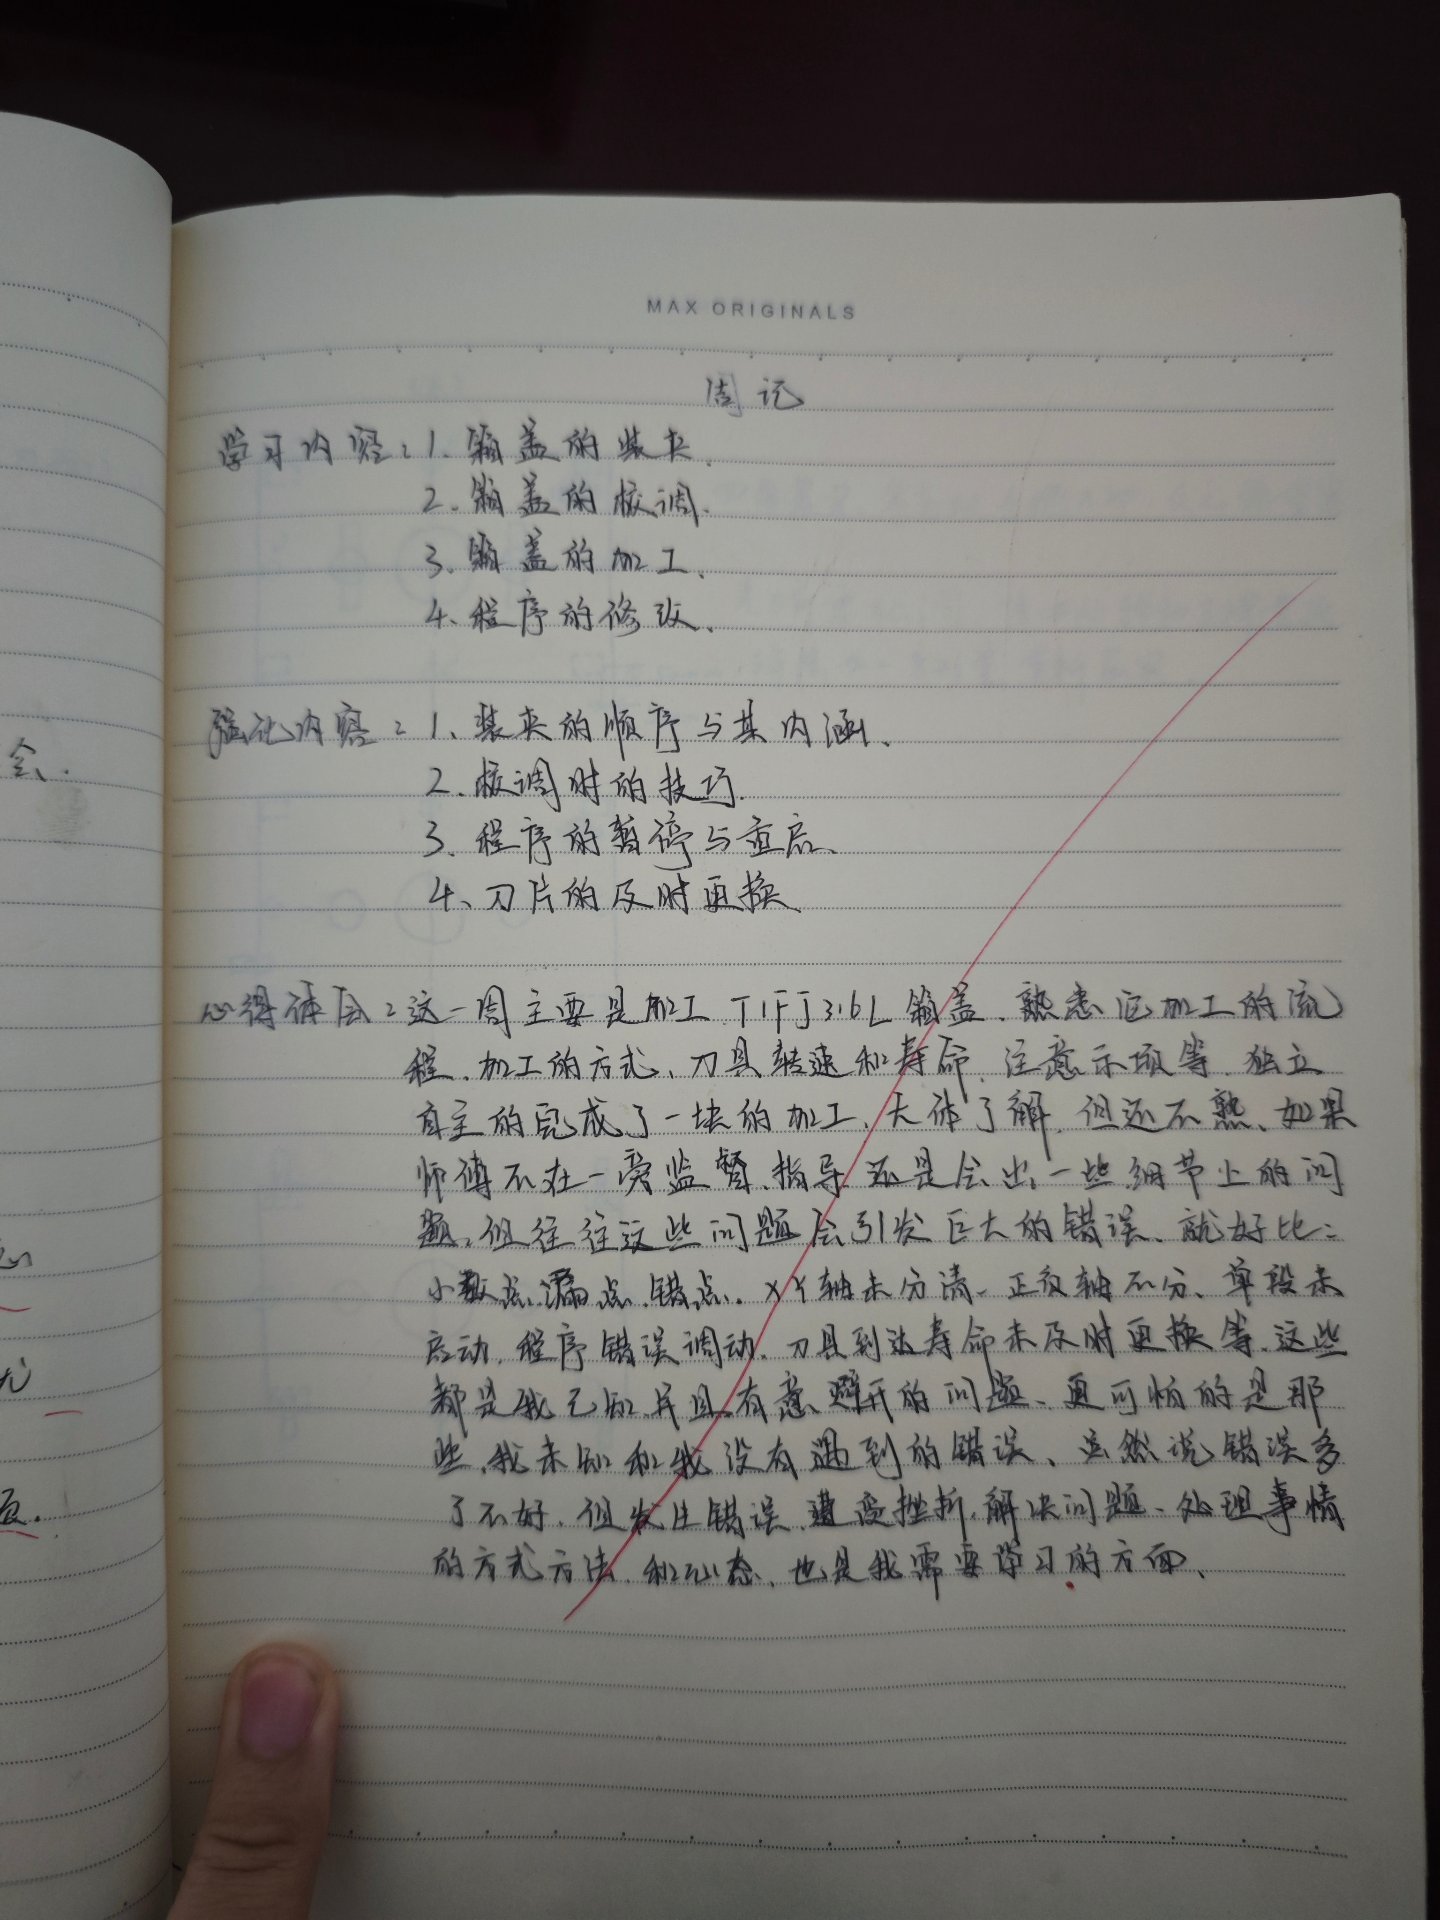 MAX ORIGINALS
周记
学习内容：1. 箱盖的装夹.
2. 箱盖的校调.
3. 箱盖的加工.
4. 程序的修改.
强化内容：1. 装夹的顺序与其内涵.
2. 校调时的技巧.
3. 程序的暂停与重启.
4. 刀片的及时更换
心得体会：这一周主要是加工 箱盖、熟悉它加工的流
程、加工的方式、刀具转速和寿命、注意示项等、独立
自主的完成了一块的加工、大体了解、但还不熟、如果
师傅不在一旁监督、指导还是会出一些细节上的问
题、但往往这些问题会引发巨大的错误、就好比：
小数点漏点、错点、XY轴未分清、正负轴不分、单段未
启动、程序错误调动、刀具到达寿命未及时更换等、这些
都是我已知并且有意避开的问题、更可怕的是那
些、我未知和我没有遇到的错误、虽然说错误多
了不好、但发生错误、遭受挫折、解决问题、处理事情
的方式方法、和心态、也是我需要学习的方面、
会.